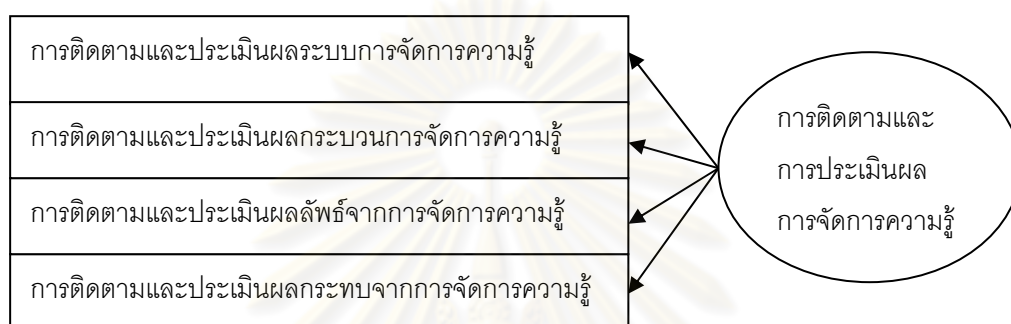 การติดตามและประเมินผลระบบการจัดการความรู้
การติดตามและประเมินผลกระบวนการจัดการความรู้
การติดตามและประเมินผลลัพธ์จากการจัดการความรู้
การติดตามและประเมินผลกระทบจากการจัดการความรู้
การติดตามและ
การประเมินผล
การจัดการความรู้